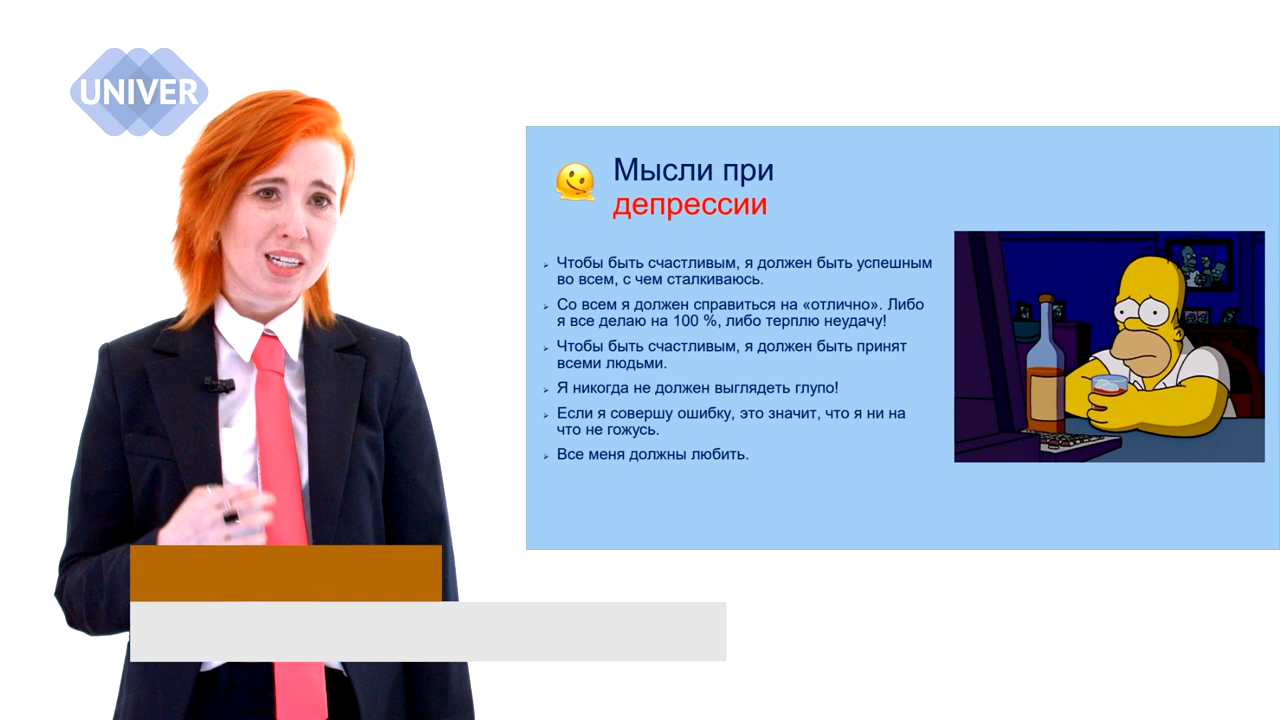 UNIVER
Мысли при
депрессии
Чтобы быть счастливым, я должен быть успешным
во всем, с чем сталкиваюсь.
Со всем я должен справиться на «отлично». Либо
я все делаю на 100 %, либо терплю неудачу!
Чтобы быть счастливым, я должен быть принят
всеми людьми.
Я никогда не должен выглядеть глупо!
Если я совершу ошибку, это значит, что я ни на
что не гожусь.
Все меня должны любить.